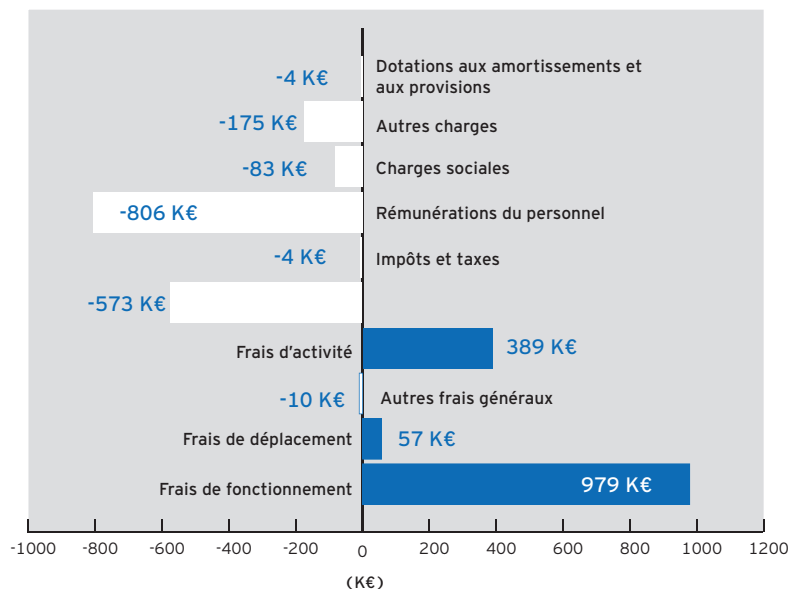 -4 K€
Dotations aux amortissements et
aux provisions
-175 K€
Autres charges
-83 K€
Charges sociales
-806 K€
Rémunérations du personnel
-4 K€
Impôts et taxes
-573 K€
Frais d’activité
389 K€
-10 K€
Autres frais généraux
Frais de déplacement
57 K€
Frais de fonctionnement
979 K€
-1000 -800 -600 -400 -200 0 200 400 600 800 1000 1200
(K€)